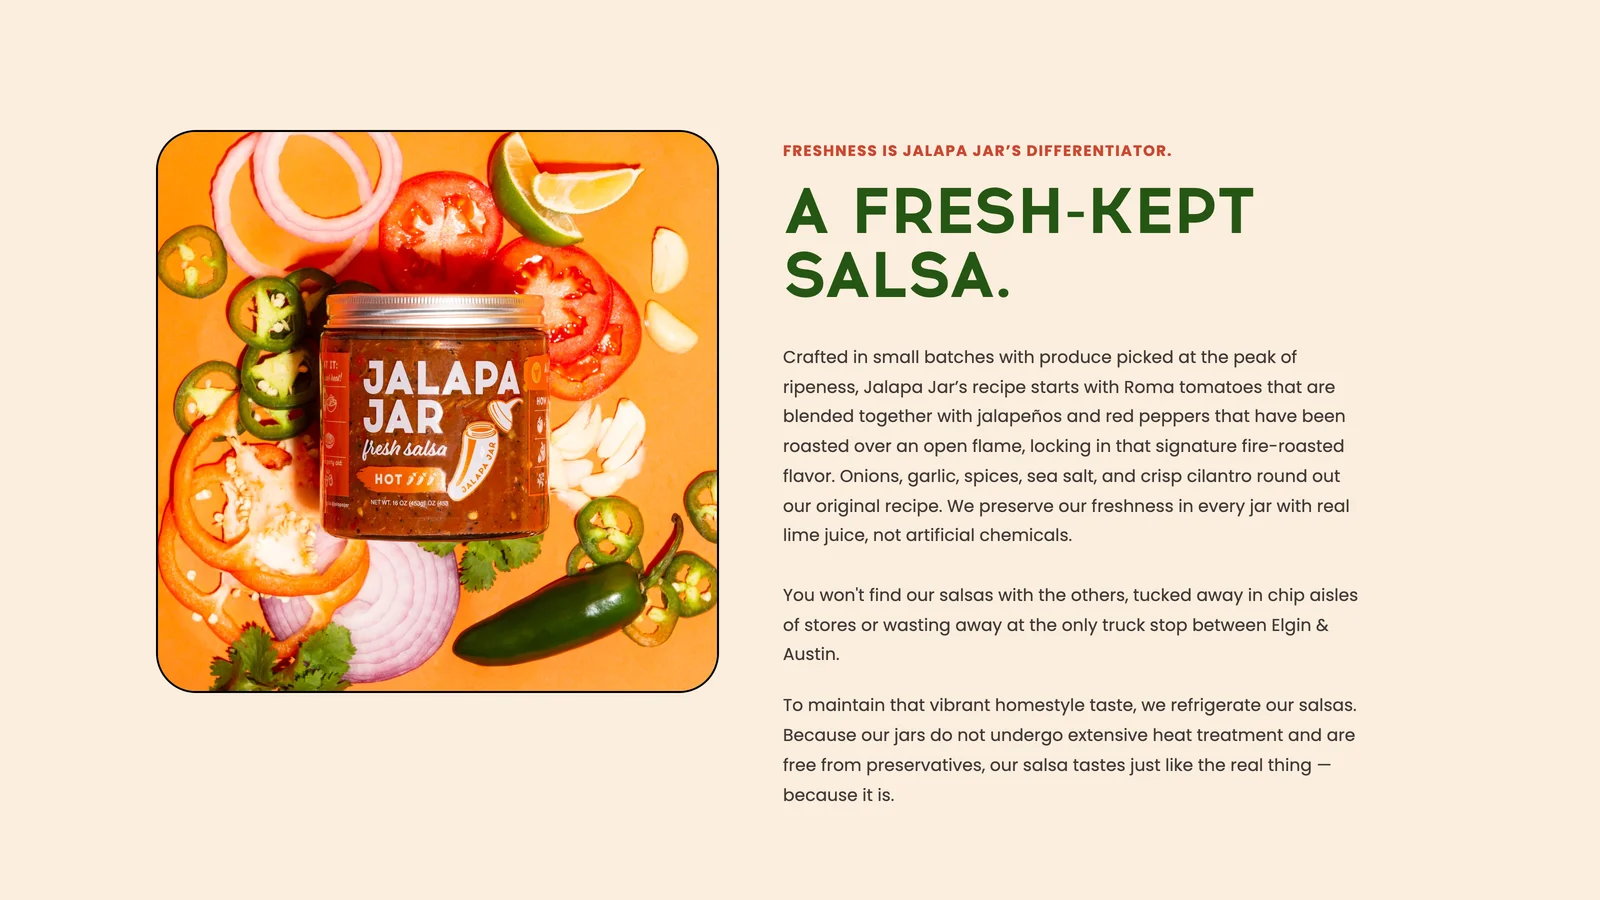 FRESHNESS IS JALAPA JAR’S DIFFERENTIATOR.
A FRESH-KEPT
SALSA.
Crafted in small batches with produce picked at the peak of
ripeness, Jalapa Jar’s recipe starts with Roma tomatoes that are
blended together with jalapeños and red peppers that have been
roasted over an open flame, locking in that signature fire-roasted
flavor. Onions, garlic, spices, sea salt, and crisp cilantro round out
our original recipe. We preserve our freshness in every jar with real
lime juice, not artificial chemicals.
You won't find our salsas with the others, tucked away in chip aisles
of stores or wasting away at the only truck stop between Elgin &
Austin.
To maintain that vibrant homestyle taste, we refrigerate our salsas.
Because our jars do not undergo extensive heat treatment and are
free from preservatives, our salsa tastes just like the real thing —
because it is.
JALAPA
JAR
fresh salsa
HOT
JALAPA JAR
NET WT. 16 OZ